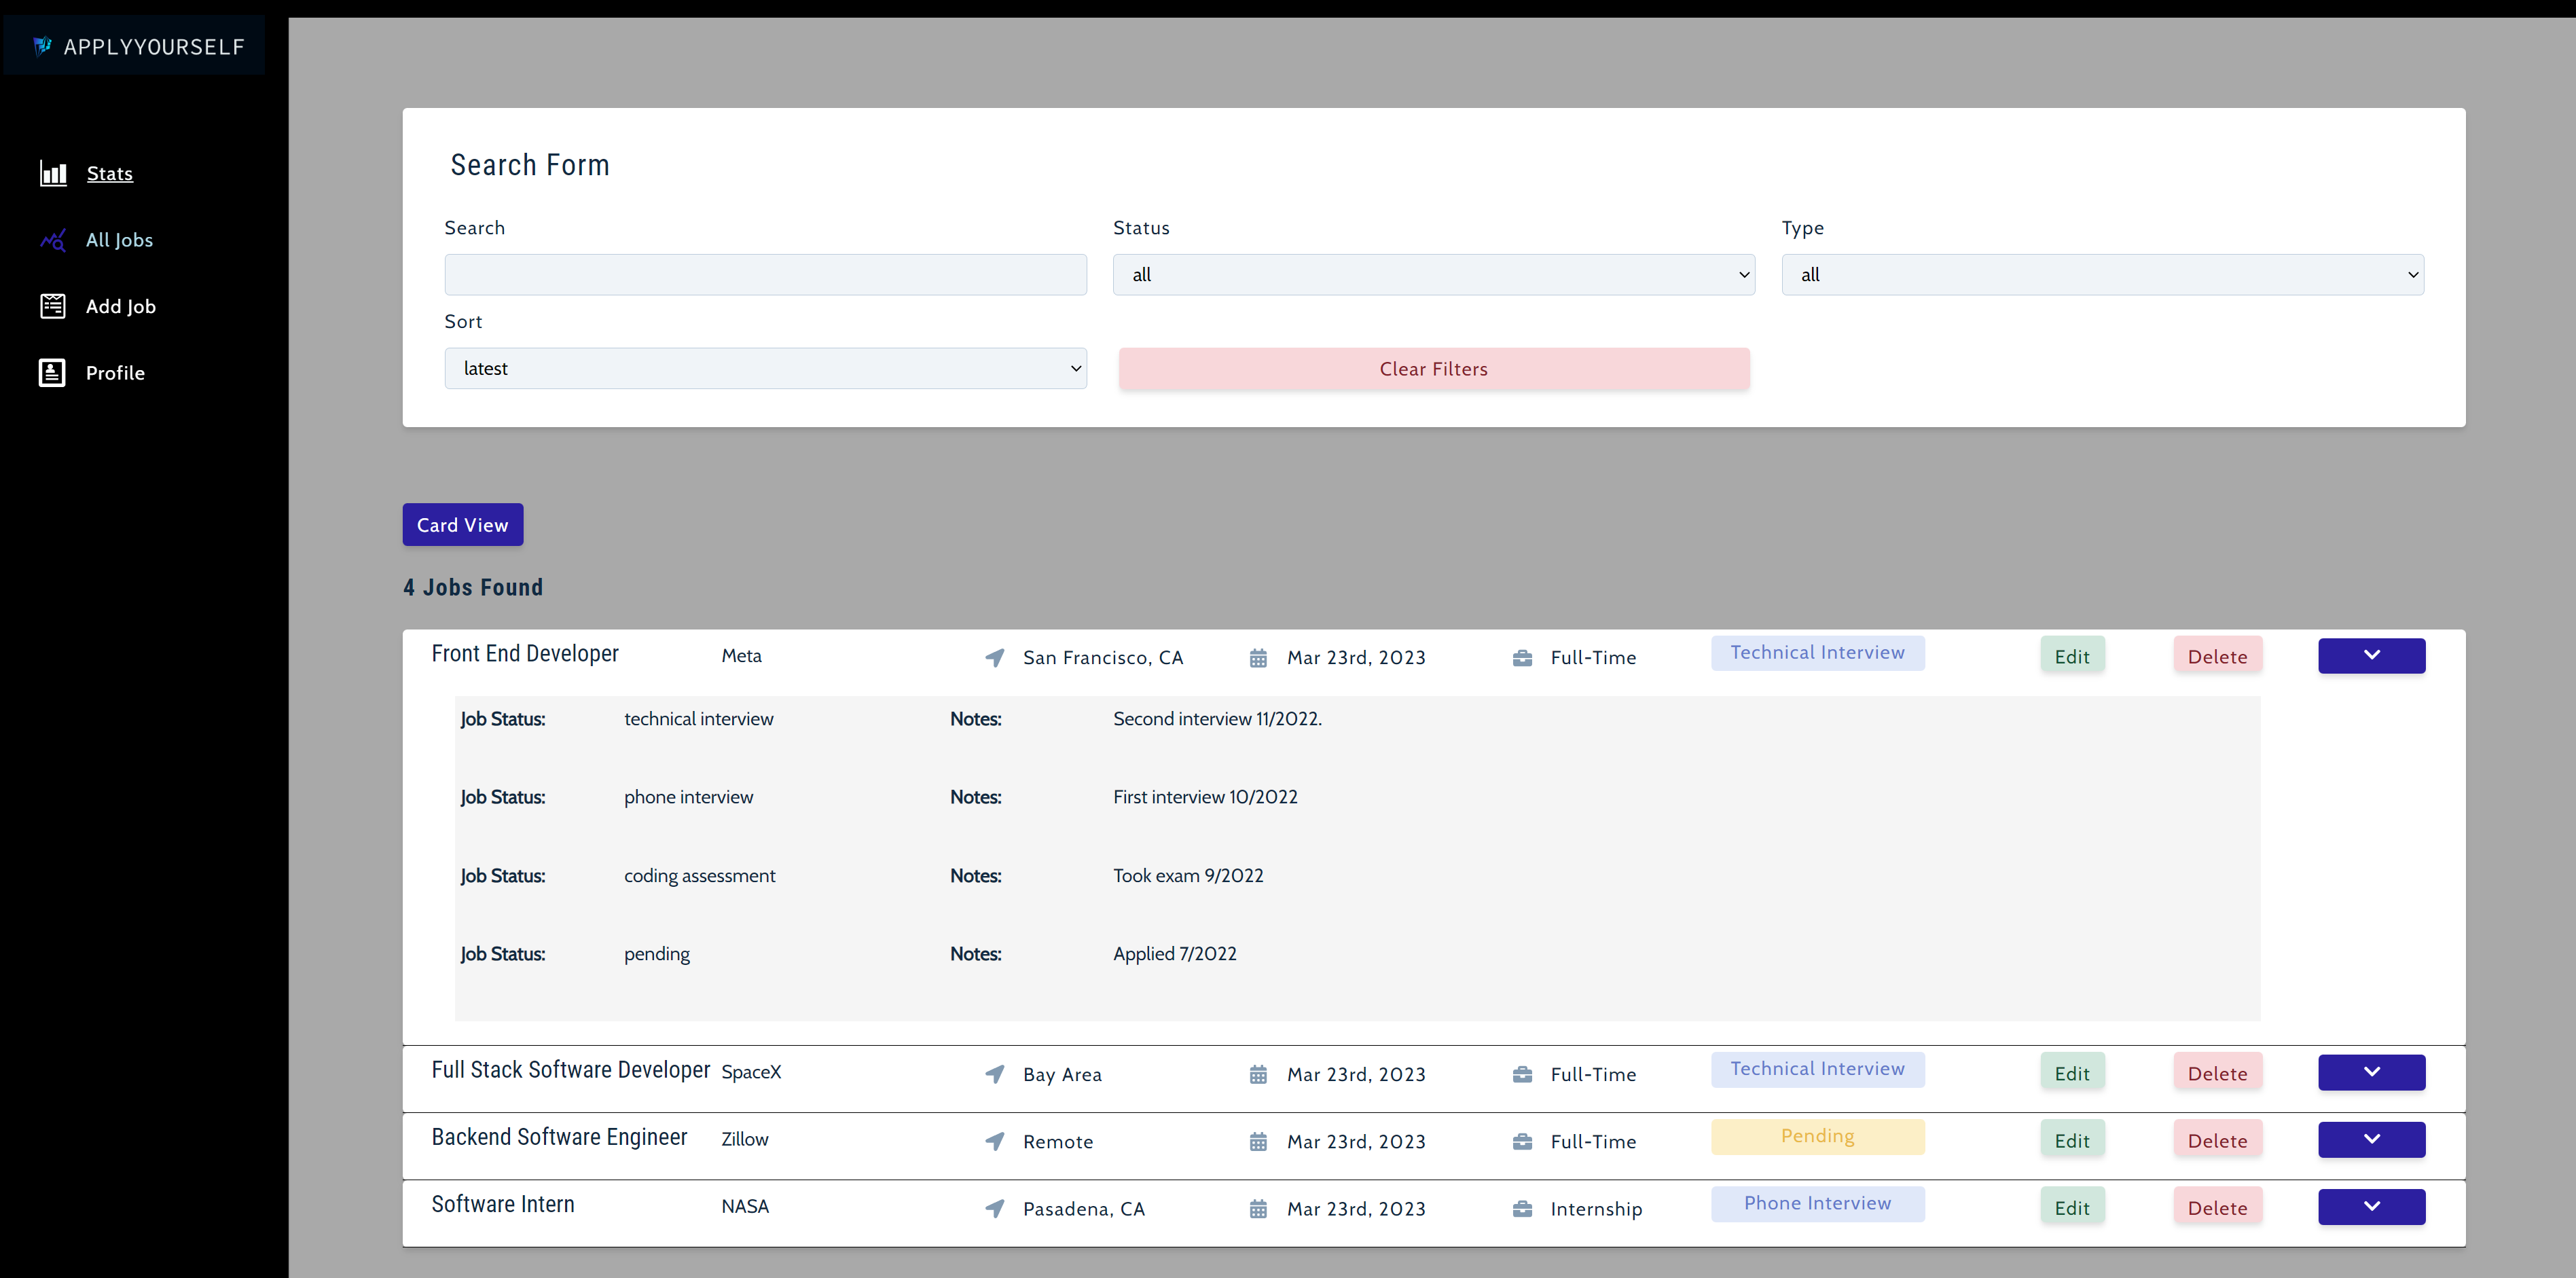 APPLYYOURSELF
Stats
All Jobs
Add Job
Profile
Search Form
Search Status Type
all all
Sort
latest Clear Filters
Card View
4 Jobs Found
Front End Developer Meta San Francisco, CA Mar 23rd, 2023 Full-Time Technical Interview Edit Delete
Job Status: technical interview Notes: Second interview 11/2022.
Job Status: phone interview Notes: First interview 10/2022
Job Status: coding assessment Notes: Took exam 9/2022
Job Status: pending Notes: Applied 7/2022
Full Stack Software Developer SpaceX Bay Area Mar 23rd, 2023 Full-Time Technical Interview Edit Delete
Backend Software Engineer Zillow Remote Mar 23rd, 2023 Full-Time Pending Edit Delete
Software Intern NASA Pasadena, CA Mar 23rd, 2023 Internship Phone Interview Edit Delete